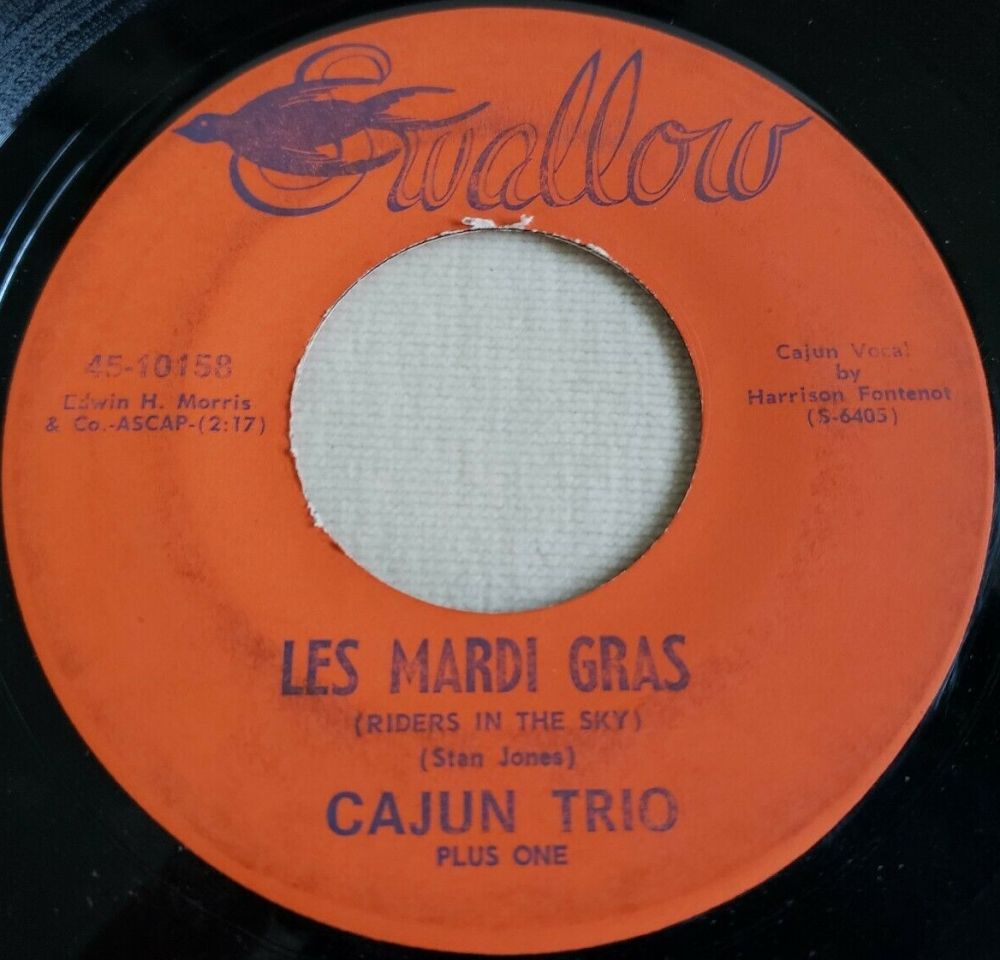 Swallow
45-10158
Edwin H. Morris
& Co.-ASCAP-(2:17)
Cajun Vocal
by
Harrison Fontenot
(S-6405)
LES MARDI GRAS
(RIDERS IN THE SKY)
(Stan Jones)
CAJUN TRIO
PLUS ONE